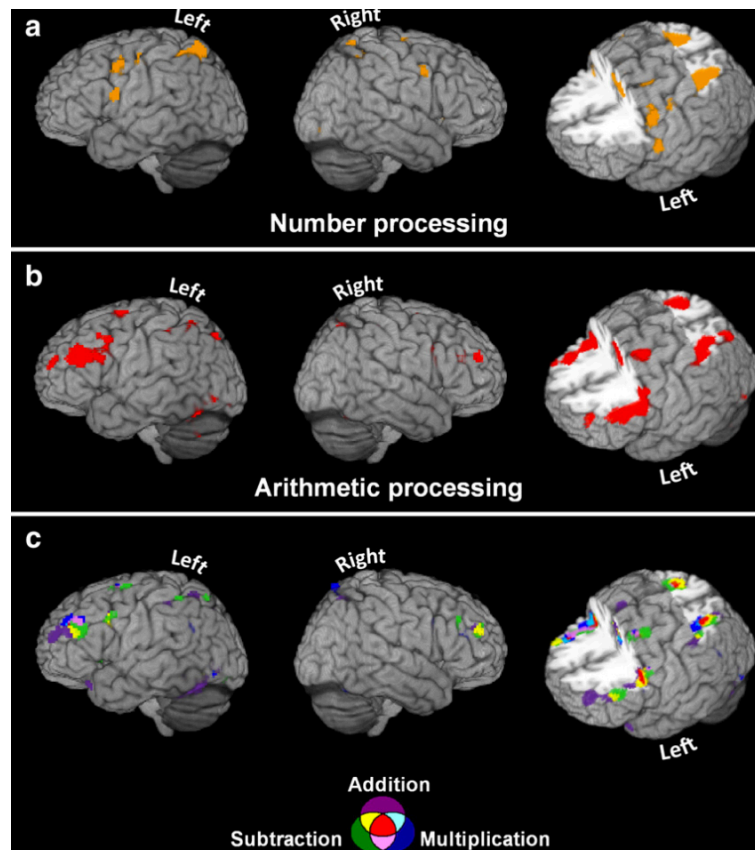 a
Left
Right
Left
Number processing
b
Left
Right
Left
Arithmetic processing
c
Left
Right
Left
Addition
Subtraction
Multiplication